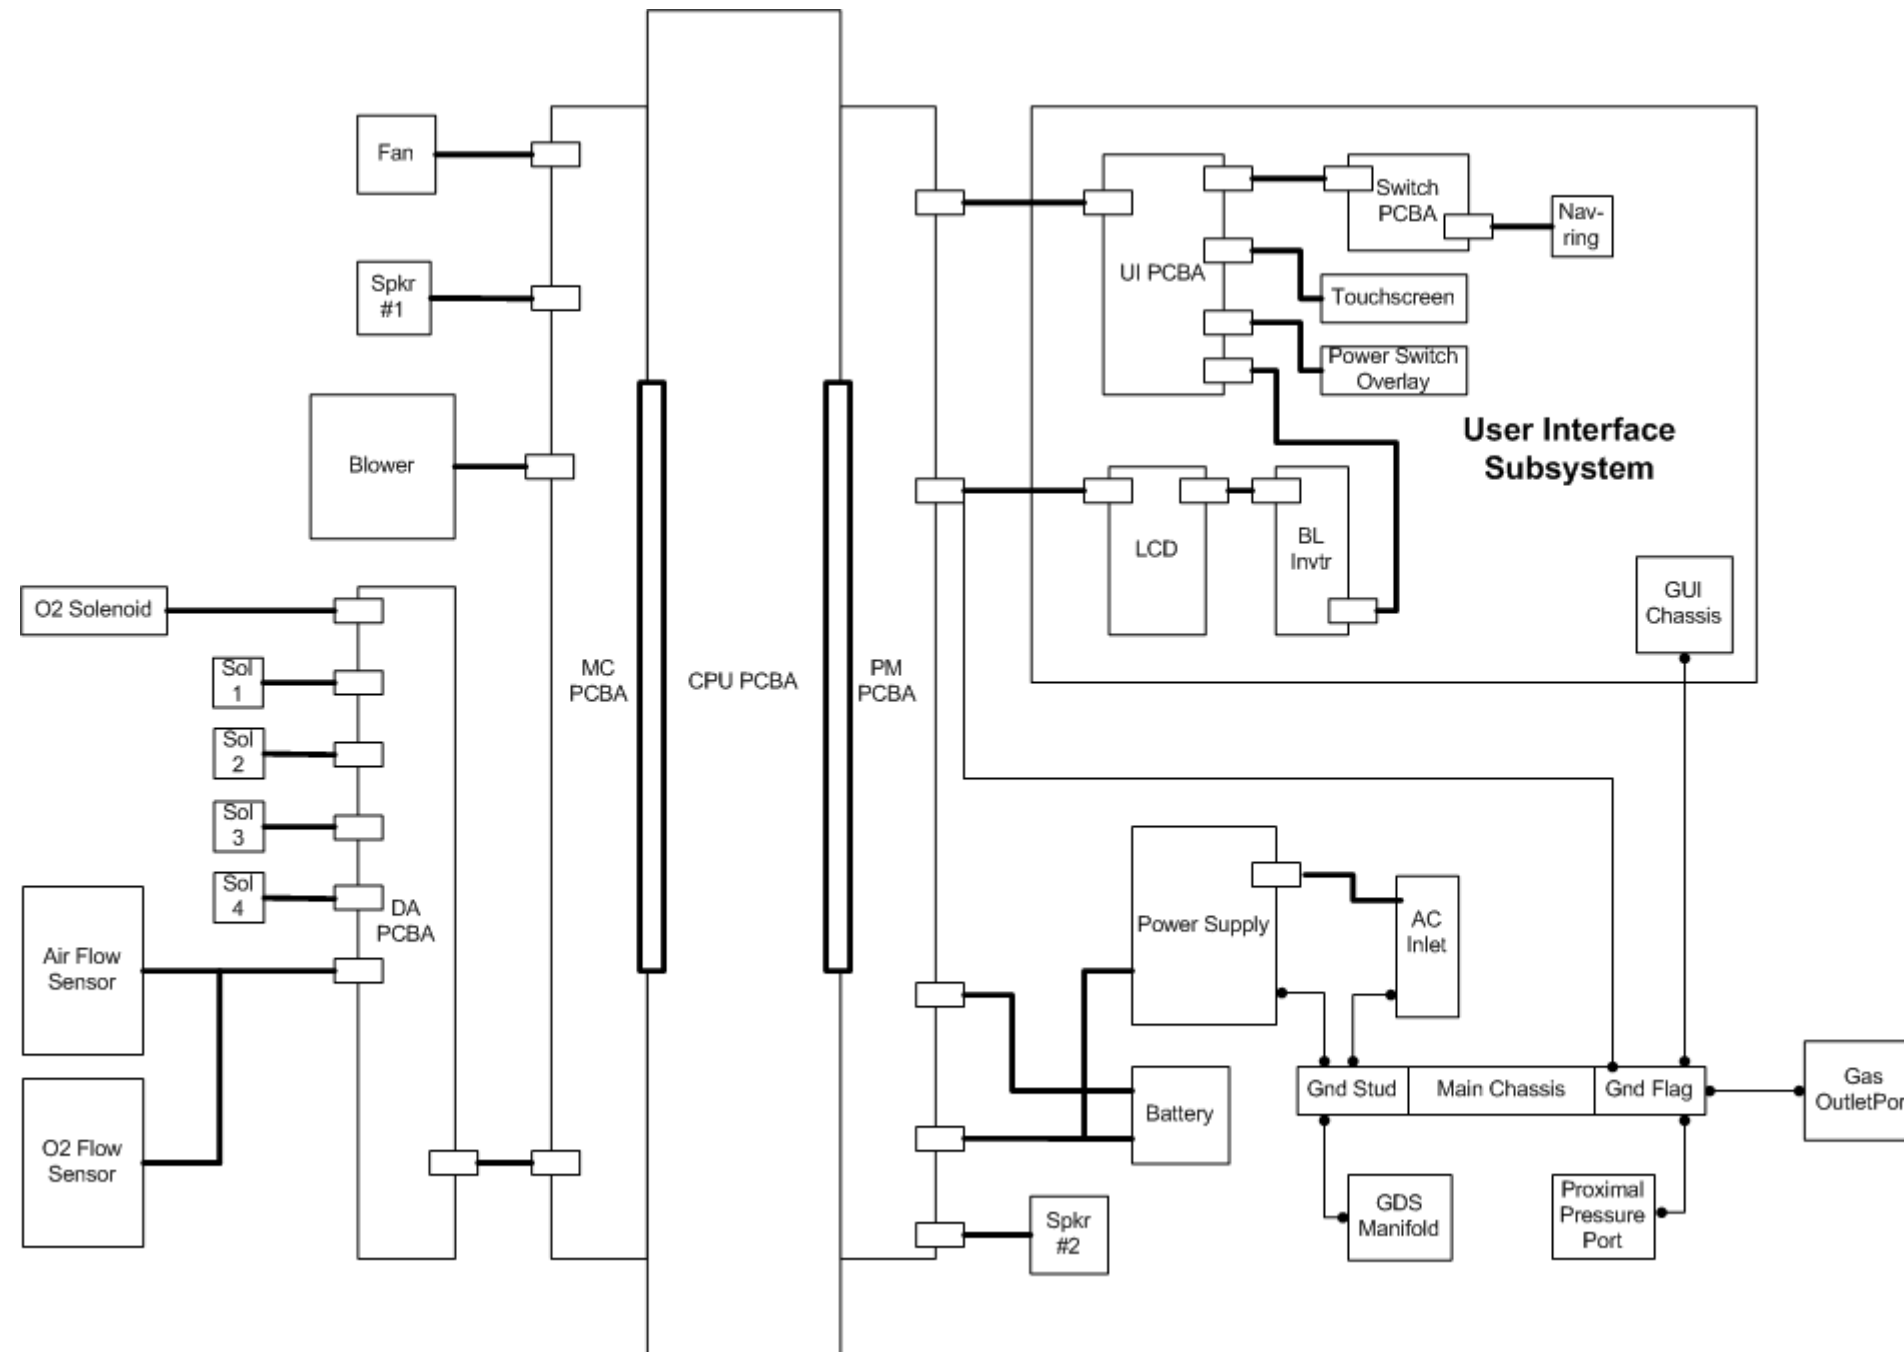 Fan
Spkr
#1
Blower
O2 Solenoid
Sol
1
Sol
2
Sol
3
Sol
4
Air Flow
Sensor
O2 Flow
Sensor
DA
PCBA
MC
PCBA
CPU PCBA
PM
PCBA
UI PCBA
Switch
PCBA
Nav-
ring
Touchscreen
Power Switch
Overlay
User Interface
Subsystem
LCD
BL
Invtr
GUI
Chassis
Power Supply
AC
Inlet
Battery
Gnd Stud
Main Chassis
Gnd Flag
Gas
OutletPor
Spkr
#2
GDS
Manifold
Proximal
Pressure
Port